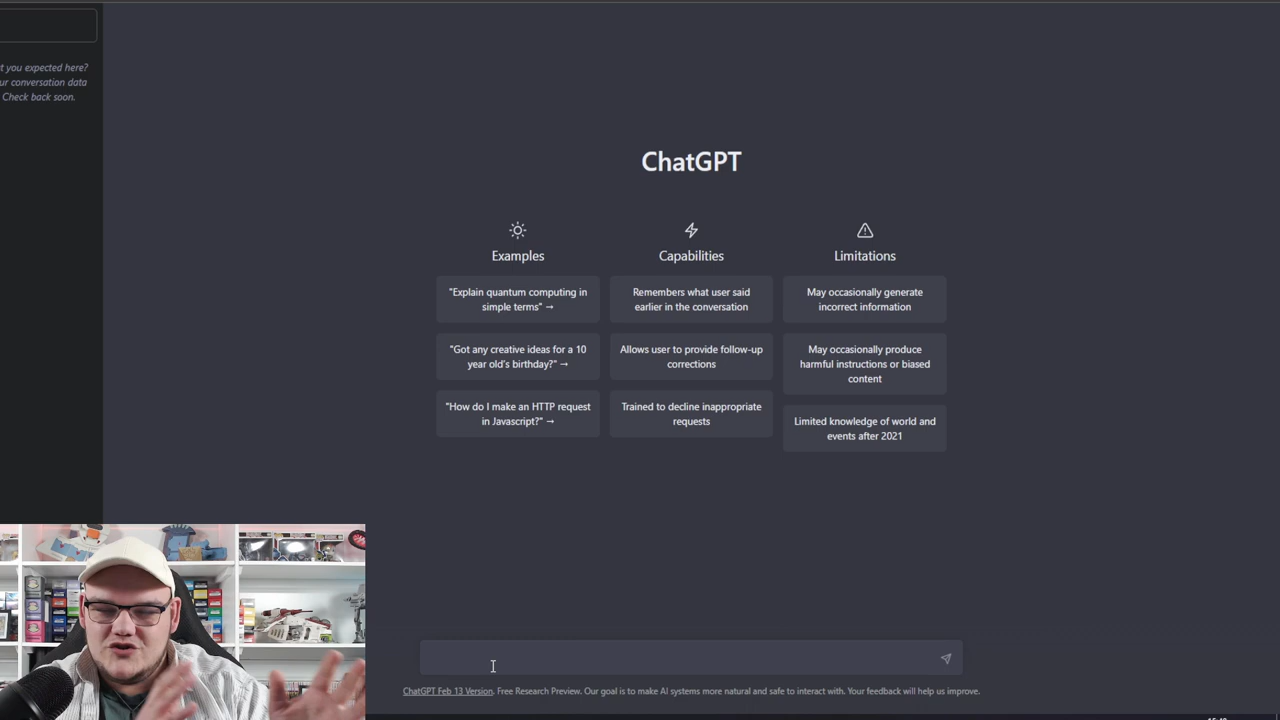 t you expected here?
ur conversation data
Check back soon.
ChatGPT
Examples
Capabilities
Limitations
"Explain quantum computing in
simple terms" →
"Got any creative ideas for a 10
year old's birthday?" →
"How do I make an HTTP request
in Javascript?" →
Remembers what user said
earlier in the conversation
Allows user to provide follow-up
corrections
Trained to decline inappropriate
requests
May occasionally generate
incorrect information
May occasionally produce
harmful instructions or biased
content
Limited knowledge of world and
events after 2021
ChatGPT Feb 13 Version. Free Research Preview. Our goal is to make AI systems more natural and safe to interact with. Your feedback will help us improve.